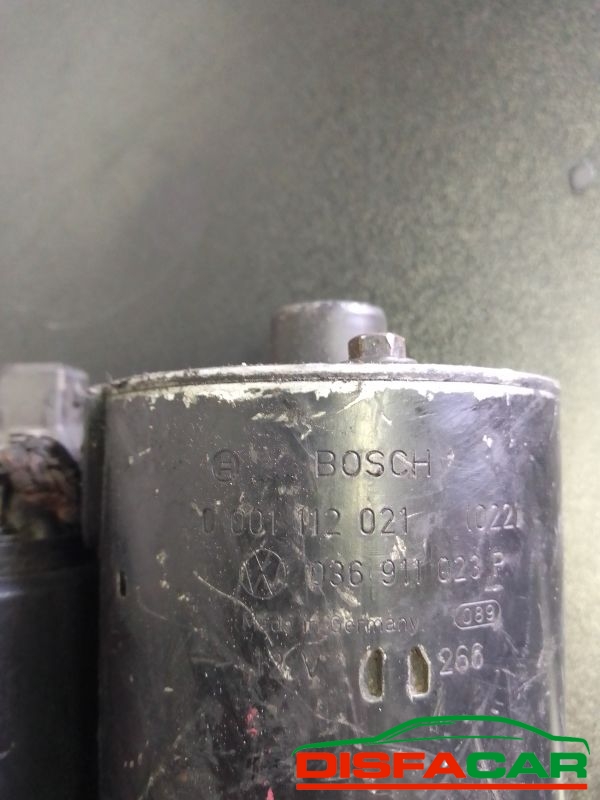 BOSCH
0 001 112 021 (022)
036 911 023 P
Made in Germany 089
V 266
DISFACAR